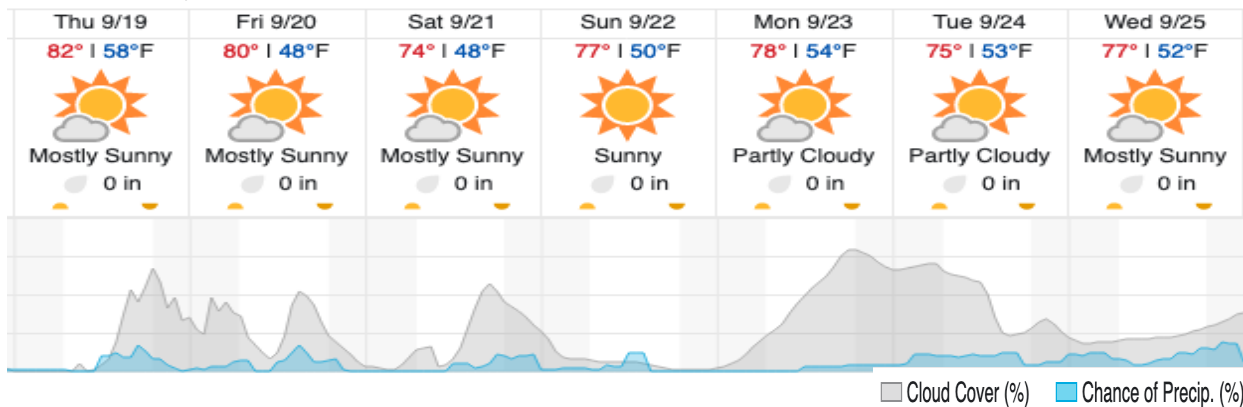 Thu 9/19 Fri 9/20 Sat 9/21 Sun 9/22 Mon 9/23 Tue 9/24 Wed 9/25
82° | 58°F 80° | 48°F 74° | 48°F 77° | 50°F 78° | 54°F 75° | 53°F 77° | 52°F
Mostly Sunny Mostly Sunny Mostly Sunny Sunny Partly Cloudy Partly Cloudy Mostly Sunny
0 in 0 in 0 in 0 in 0 in 0 in 0 in
Cloud Cover (%) Chance of Precip. (%)